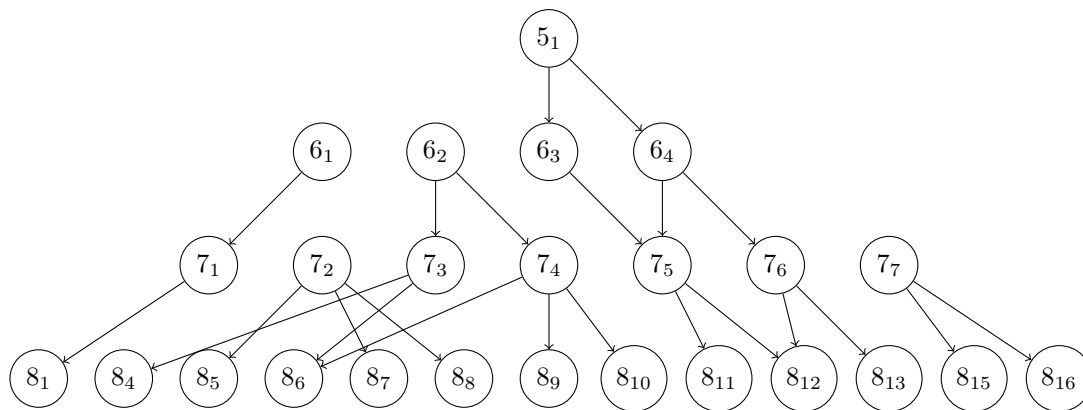 5₁
6₁ 6₂ 6₃ 6₄
7₁ 7₂ 7₃ 7₄ 7₅ 7₆ 7₇
8₁ 8₄ 8₅ 8₆ 8₇ 8₈ 8₉ 8₁₀ 8₁₁ 8₁₂ 8₁₃ 8₁₅ 8₁₆